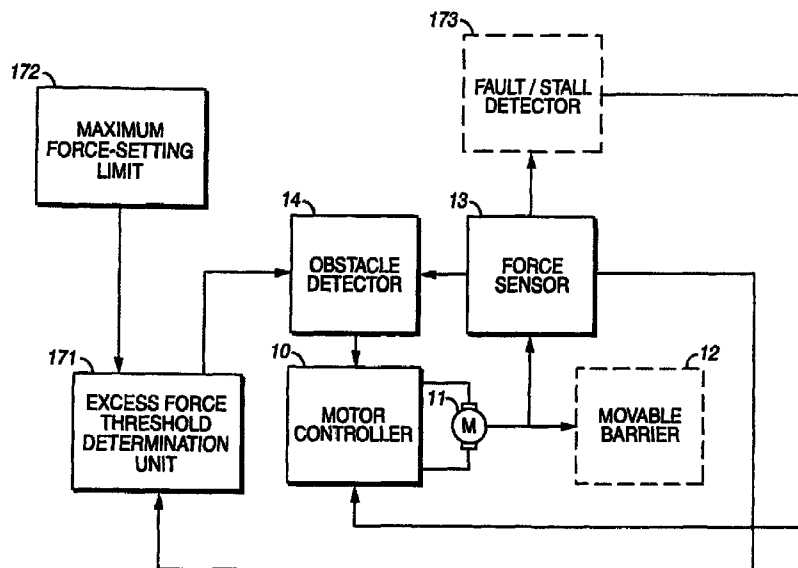 173
FAULT / STALL
DETECTOR
172
MAXIMUM
FORCE-SETTING
LIMIT
14
OBSTACLE
DETECTOR
13
FORCE
SENSOR
171
EXCESS FORCE
THRESHOLD
DETERMINATION
UNIT
10
MOTOR
CONTROLLER
11
M
12
MOVABLE
BARRIER